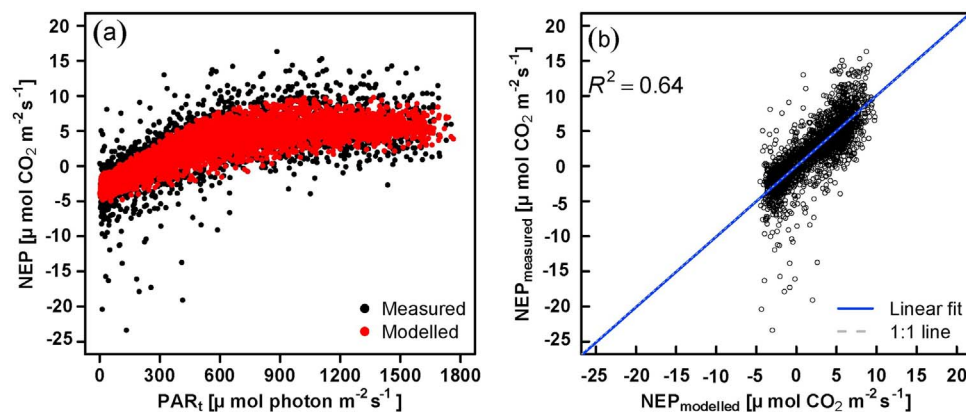 (a)
NEP [µ mol CO₂ m⁻² s⁻¹]
20
15
10
5
0
-5
-10
-15
-20
Measured
Modelled
0 300 600 900 1200 1500 1800
PARₜ [µ mol photon m⁻² s⁻¹]
(b)
R² = 0.64
NEPmeasured [µ mol CO₂ m⁻² s⁻¹]
20
15
10
5
0
-5
-10
-15
-20
-25
Linear fit
1:1 line
-25 -20 -15 -10 -5 0 5 10 15 20
NEPmodelled [µ mol CO₂ m⁻² s⁻¹]